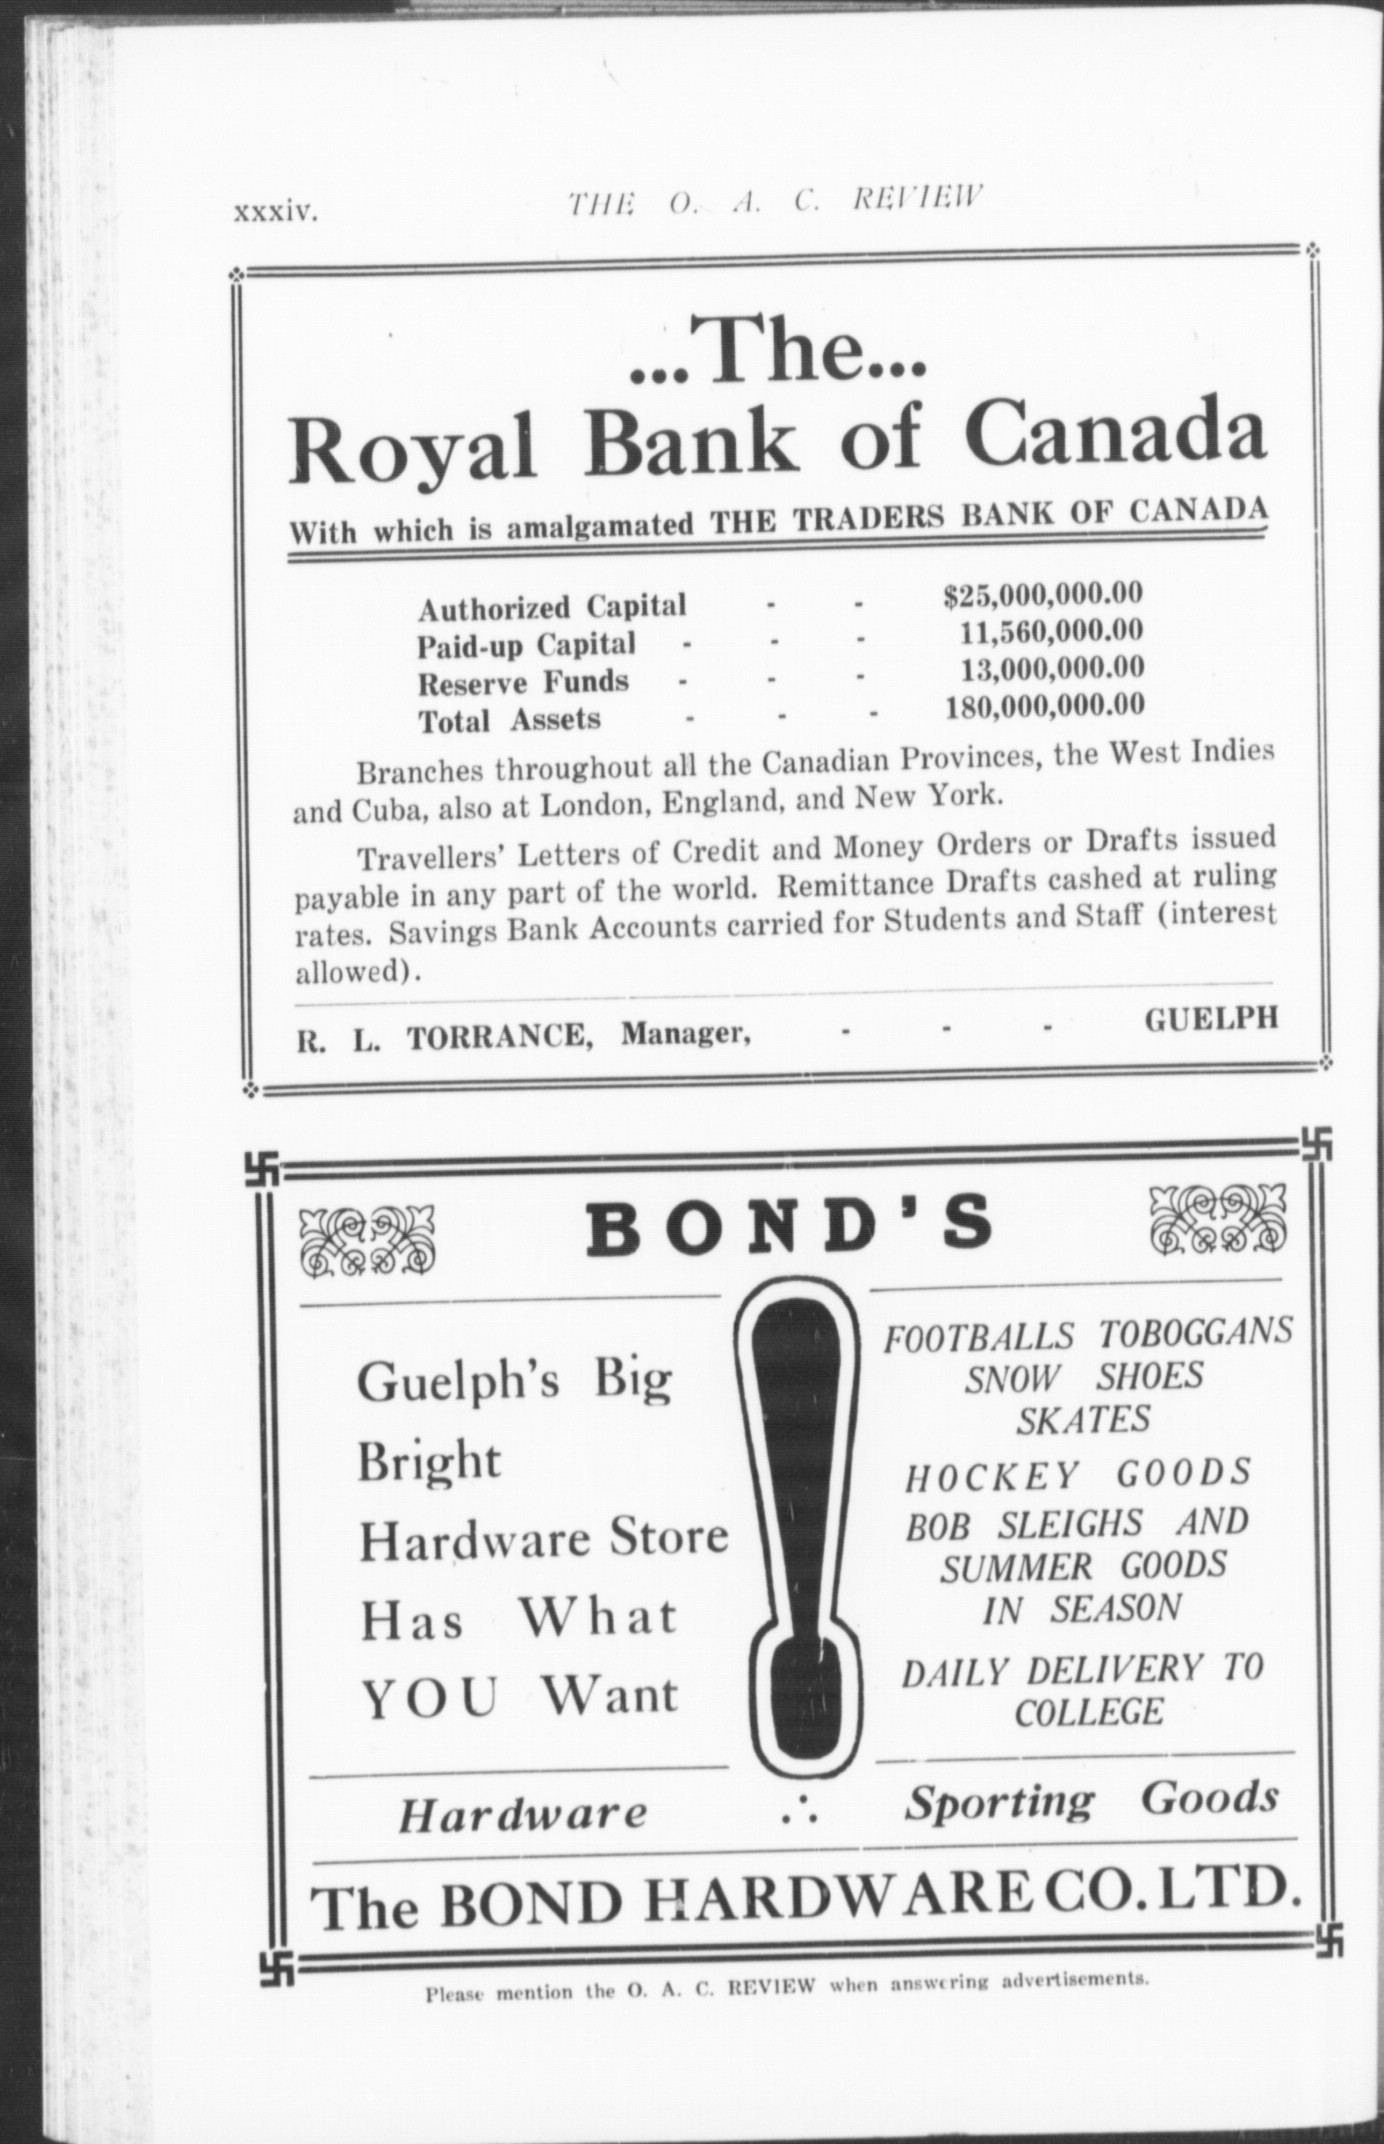 xxxiv. THE O. A. C. REVIEW
...The...
Royal Bank of Canada
With which is amalgamated THE TRADERS BANK OF CANADA
Authorized Capital - - $25,000,000.00
Paid-up Capital - - - 11,560,000.00
Reserve Funds - - - 13,000,000.00
Total Assets - - - 180,000,000.00
Branches throughout all the Canadian Provinces, the West Indies
and Cuba, also at London, England, and New York.
Travellers' Letters of Credit and Money Orders or Drafts issued
payable in any part of the world. Remittance Drafts cashed at ruling
rates. Savings Bank Accounts carried for Students and Staff (interest
allowed).
R. L. TORRANCE, Manager, - - - GUELPH
BOND'S
Guelph's Big
Bright
Hardware Store
Has What
YOU Want
!
FOOTBALLS TOBOGGANS
SNOW SHOES
SKATES
HOCKEY GOODS
BOB SLEIGHS AND
SUMMER GOODS
IN SEASON
DAILY DELIVERY TO
COLLEGE
Hardware ∴ Sporting Goods
The BOND HARDWARE CO. LTD.
Please mention the O. A. C. REVIEW when answering advertisements.